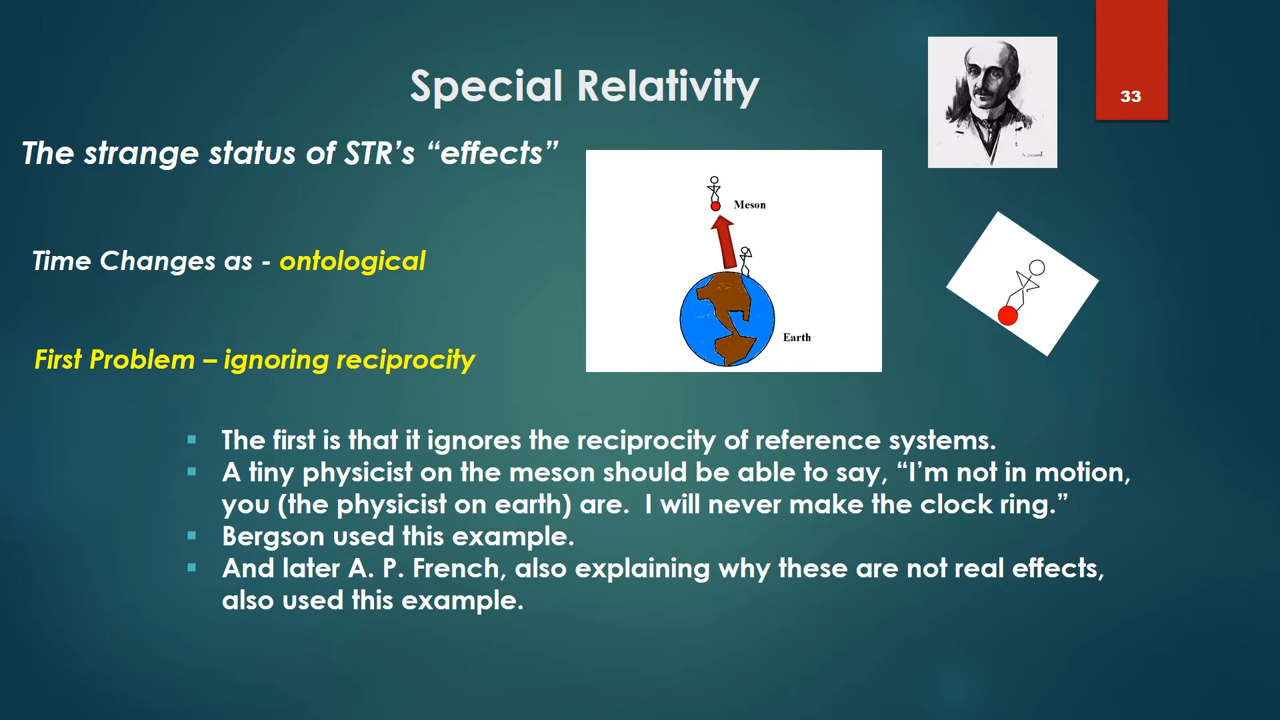 Special Relativity
33
The strange status of STR's “effects”
Meson
Time Changes as - ontological
Earth
First Problem – ignoring reciprocity
The first is that it ignores the reciprocity of reference systems.
A tiny physicist on the meson should be able to say, “I'm not in motion,
you (the physicist on earth) are.  I will never make the clock ring.”
Bergson used this example.
And later A. P. French, also explaining why these are not real effects,
also used this example.